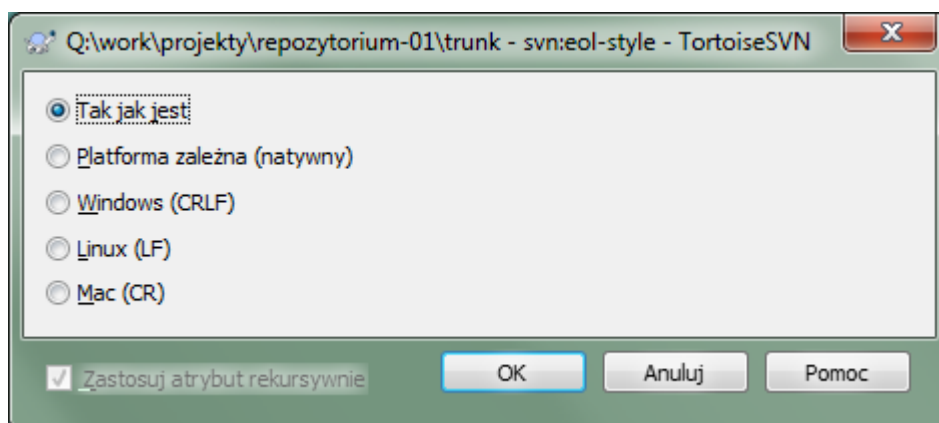 Q:\work\projekty\repozytorium-01\trunk - svn:eol-style - TortoiseSVN
Tak jak jest
Platforma zależna (natywny)
Windows (CRLF)
Linux (LF)
Mac (CR)
Zastosuj atrybut rekursywnie
OK
Anuluj
Pomoc